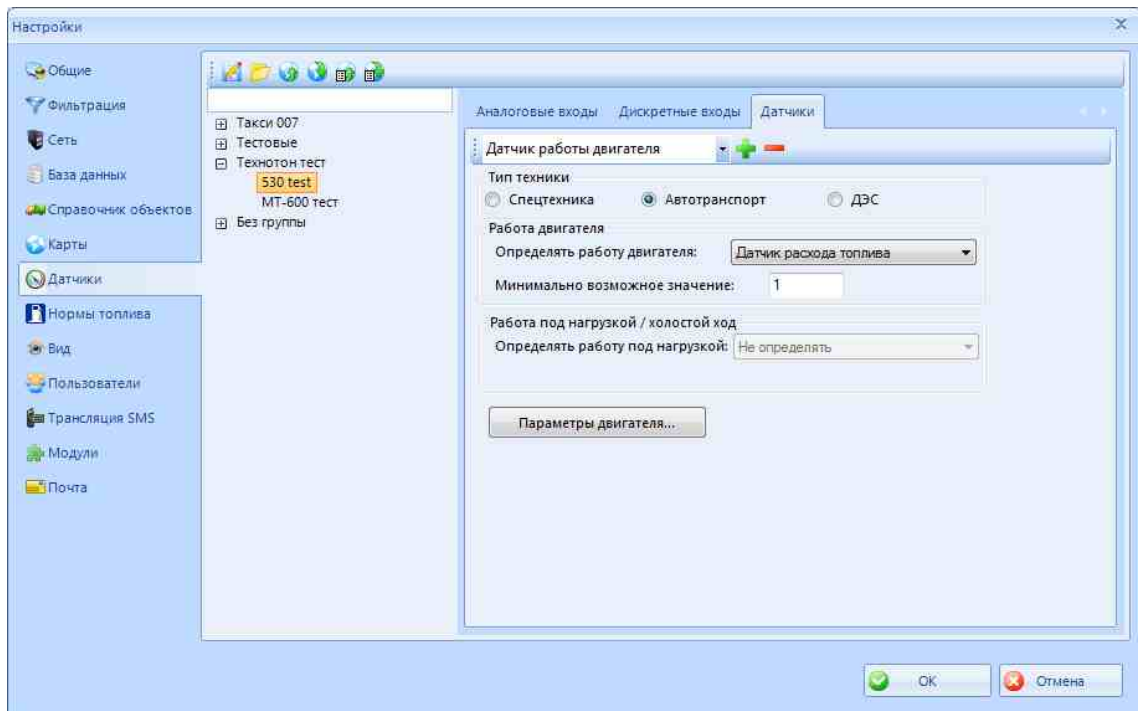 Настройки
Общие
Фильтрация
Сеть
База данных
Справочник объектов
Карты
Датчики
Нормы топлива
Вид
Пользователи
Трансляция SMS
Модули
Почта
Такси 007
Тестовые
Технотон тест
530 test
МТ-600 тест
Без группы
Аналоговые входы Дискретные входы Датчики
Датчик работы двигателя
Тип техники
Спецтехника Автотранспорт ДЭС
Работа двигателя
Определять работу двигателя: Датчик расхода топлива
Минимально возможное значение: 1
Работа под нагрузкой / холостой ход
Определять работу под нагрузкой: Не определять
Параметры двигателя...
OK Отмена